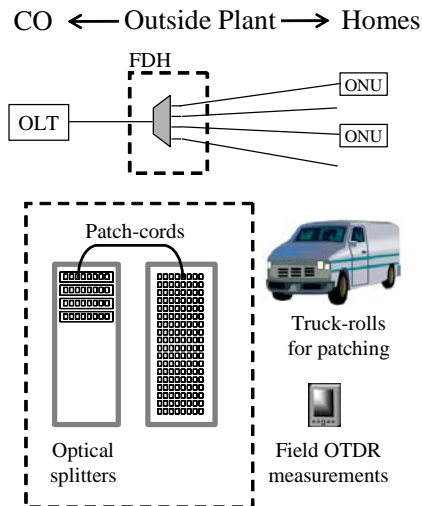 CO Outside Plant Homes
FDH
ONU
OLT
ONU
Patch-cords
Truck-rolls
for patching
Optical
splitters
Field OTDR
measurements